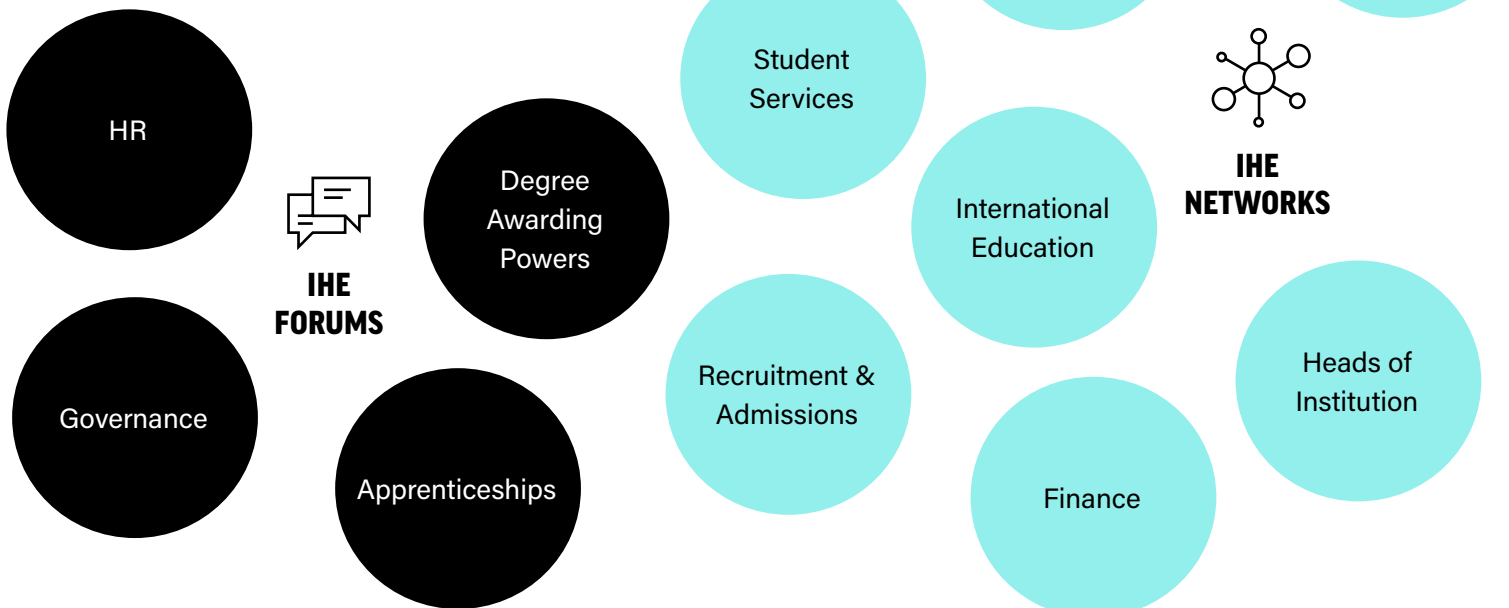 HR
IHE
FORUMS
Degree
Awarding
Powers
Governance
Apprenticeships
Student
Services
International
Education
IHE
NETWORKS
Recruitment &
Admissions
Finance
Heads of
Institution